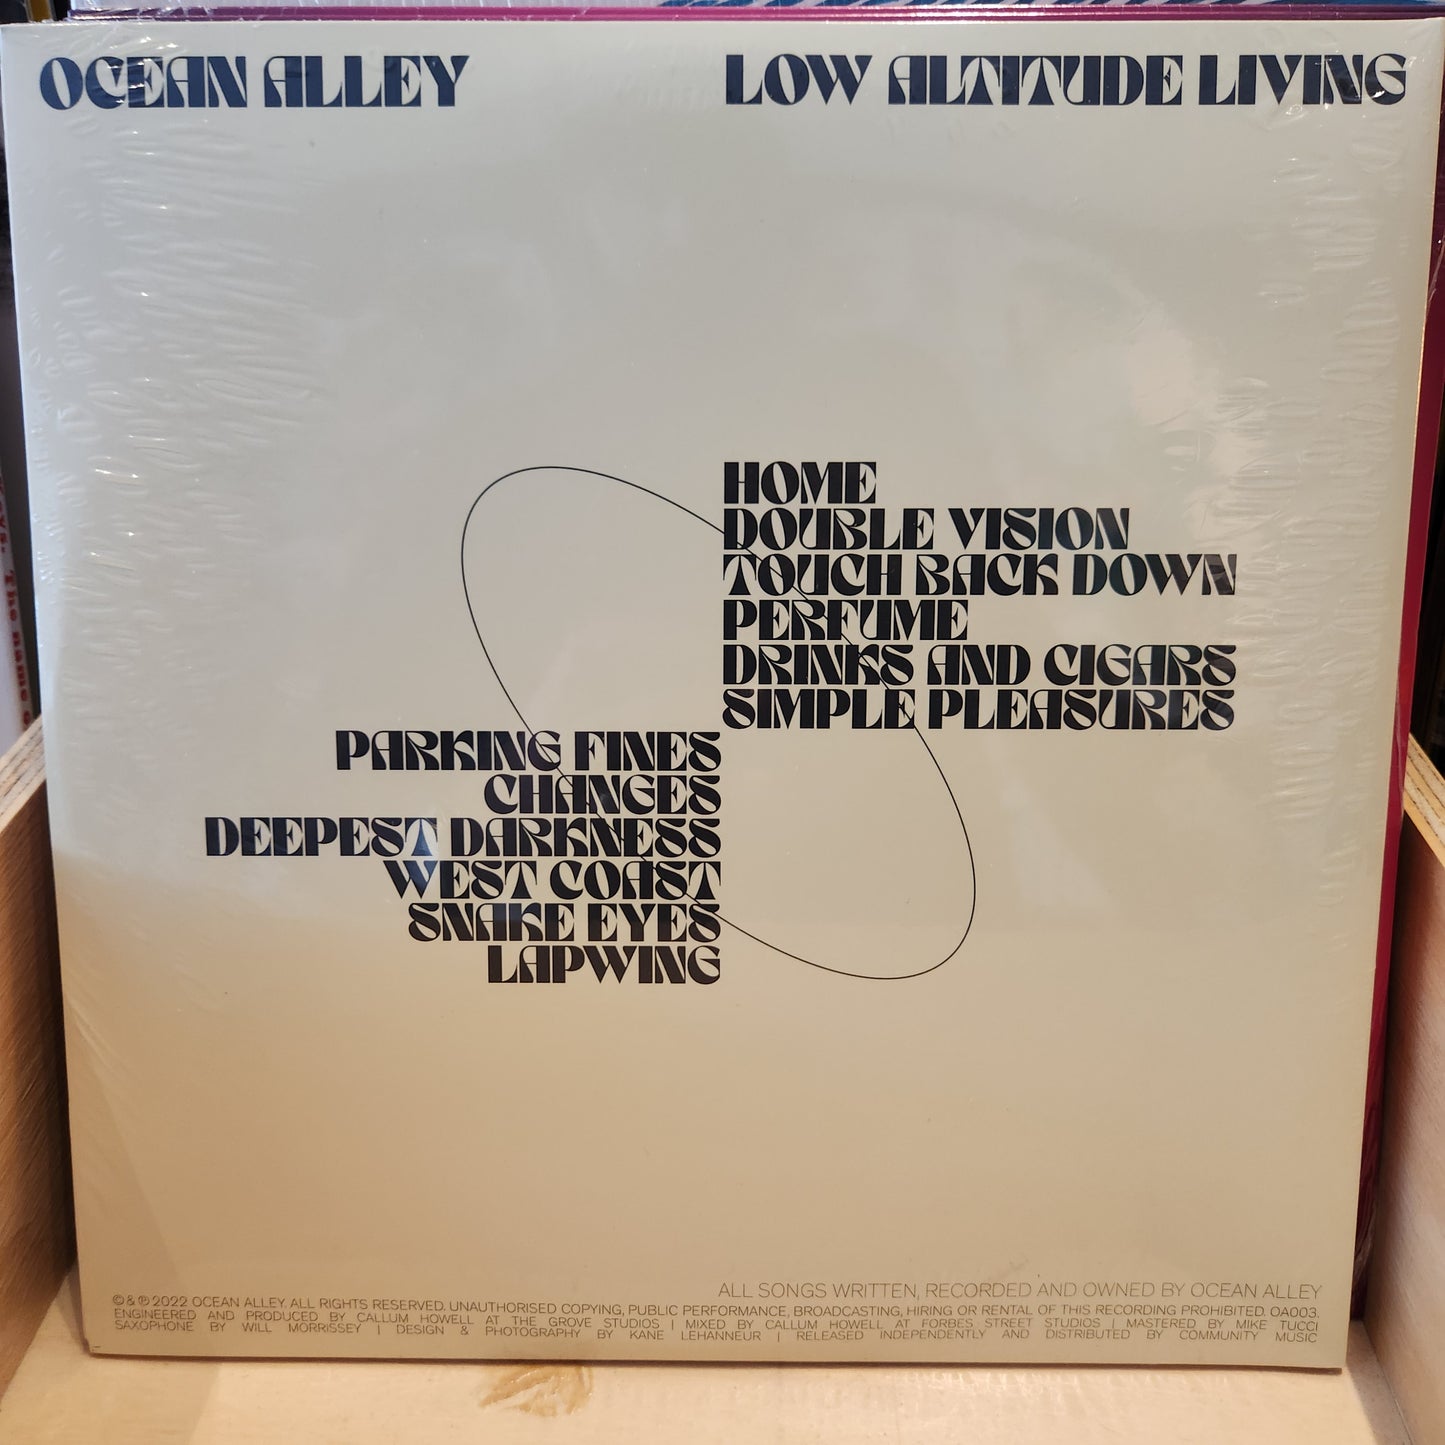 OCEAN ALLEY
LOW ALTITUDE LIVING
HOME
DOUBLE VISION
TOUCH BACK DOWN
PERFUME
DRINKS AND CIGARS
SIMPLE PLEASURES
PARKING FINES
CHANGES
DEEPEST DARKNESS
WEST COAST
SNAKE EYES
LAPWING
ALL SONGS WRITTEN, RECORDED AND OWNED BY OCEAN ALLEY
©&℗2022 OCEAN ALLEY. ALL RIGHTS RESERVED. UNAUTHORISED COPYING, PUBLIC PERFORMANCE, BROADCASTING, HIRING OR RENTAL OF THIS RECORDING PROHIBITED. OA003.
ENGINEERED AND PRODUCED BY CALLUM HOWELL AT THE GROVE STUDIOS | MIXED BY CALLUM HOWELL AT FORBES STREET STUDIOS | MASTERED BY MIKE TUCCI
SAXOPHONE BY WILL MORRISSEY | DESIGN & PHOTOGRAPHY BY KANE LEHANNEUR | RELEASED INDEPENDENTLY AND DISTRIBUTED BY COMMUNITY MUSIC